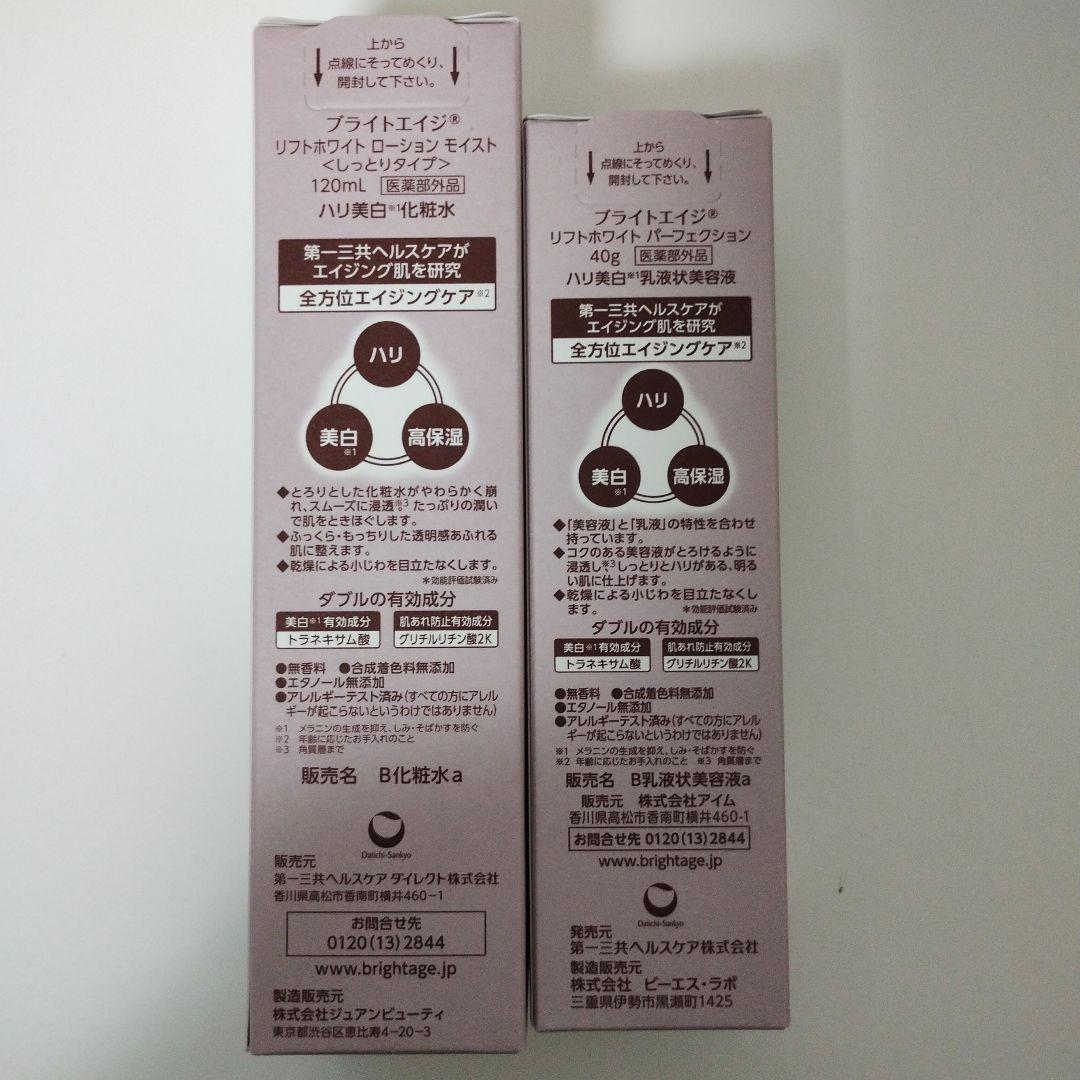 上から
点線にそってめくり、
開封して下さい。
ブライトエイジ®
リフトホワイト ローション モイスト
<しっとりタイプ>
120mL 医薬部外品
ハリ美白※1化粧水
第一三共ヘルスケアが
エイジング肌を研究
全方位エイジングケア※2
ハリ
美白
※1
高保湿
◆とろりとした化粧水がやわらかく崩
れ、スムーズに浸透※3。たっぷりの潤い
で肌をときほぐします。
◆ふっくら・もっちりした透明感あふれる
肌に整えます。
◆乾燥による小じわを目立たなくします。
＊効能評価試験済み
ダブルの有効成分
美白※1有効成分
トラネキサム酸
肌あれ防止有効成分
グリチルリチン酸2K
●無香料 ●合成着色料無添加
●エタノール無添加
●アレルギーテスト済み(すべての方にアレル
ギーが起こらないというわけではありません)
※1 メラニンの生成を抑え、しみ・そばかすを防ぐ
※2 年齢に応じたお手入れのこと
※3 角質層まで
販売名 B化粧水a
Daiichi-Sankyo
販売元
第一三共ヘルスケア ダイレクト株式会社
香川県高松市香南町横井460-1
お問合せ先
0120(13)2844
www.brightage.jp
製造販売元
株式会社ジュアンビューティ
東京都渋谷区恵比寿4-20-3
上から
点線にそってめくり、
開封して下さい。
ブライトエイジ®
リフトホワイト パーフェクション
40g 医薬部外品
ハリ美白※1乳液状美容液
第一三共ヘルスケアが
エイジング肌を研究
全方位エイジングケア※2
ハリ
美白
※1
高保湿
◆「美容液」と「乳液」の特性を合わせ
持っています。
◆コクのある美容液がとろけるように
浸透し※3、しっとりとハリがある、明る
い肌に仕上げます。
◆乾燥による小じわを目立たなくし
ます。 ＊効能評価試験済み
ダブルの有効成分
美白※1有効成分
トラネキサム酸
肌あれ防止有効成分
グリチルリチン酸2K
●無香料 ●合成着色料無添加
●エタノール無添加
●アレルギーテスト済み(すべての方にアレル
ギーが起こらないというわけではありません)
※1 メラニンの生成を抑え、しみ・そばかすを防ぐ
※2 年齢に応じたお手入れのこと ※3 角質層まで
販売名 B乳液状美容液a
販売元 株式会社アイム
香川県高松市香南町横井460-1
お問合せ先 0120(13)2844
www.brightage.jp
Daiichi-Sankyo
発売元
第一三共ヘルスケア株式会社
製造販売元
株式会社 ピーエス・ラボ
三重県伊勢市黒瀬町1425